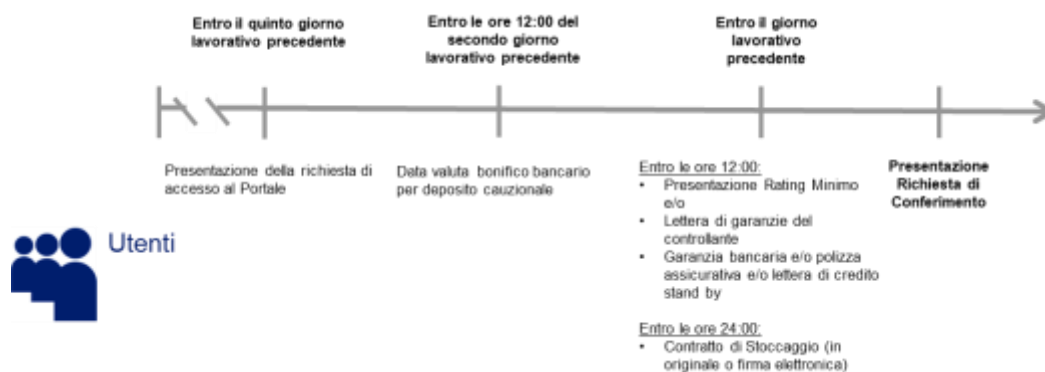 Entro il quinto giorno
lavorativo precedente
Entro le ore 12:00 del
secondo giorno
lavorativo precedente
Entro il giorno
lavorativo
precedente
Presentazione della richiesta di
accesso al Portale
Data valuta bonifico bancario
per deposito cauzionale
Entro le ore 12:00:
• Presentazione Rating Minimo
e/o
• Lettera di garanzie del
controllante
• Garanzia bancaria e/o polizza
assicurativa e/o lettera di credito
stand by
Entro le ore 24:00:
• Contratto di Stoccaggio (in
originale o firma elettronica)
Presentazione
Richiesta di
Conferimento
Utenti